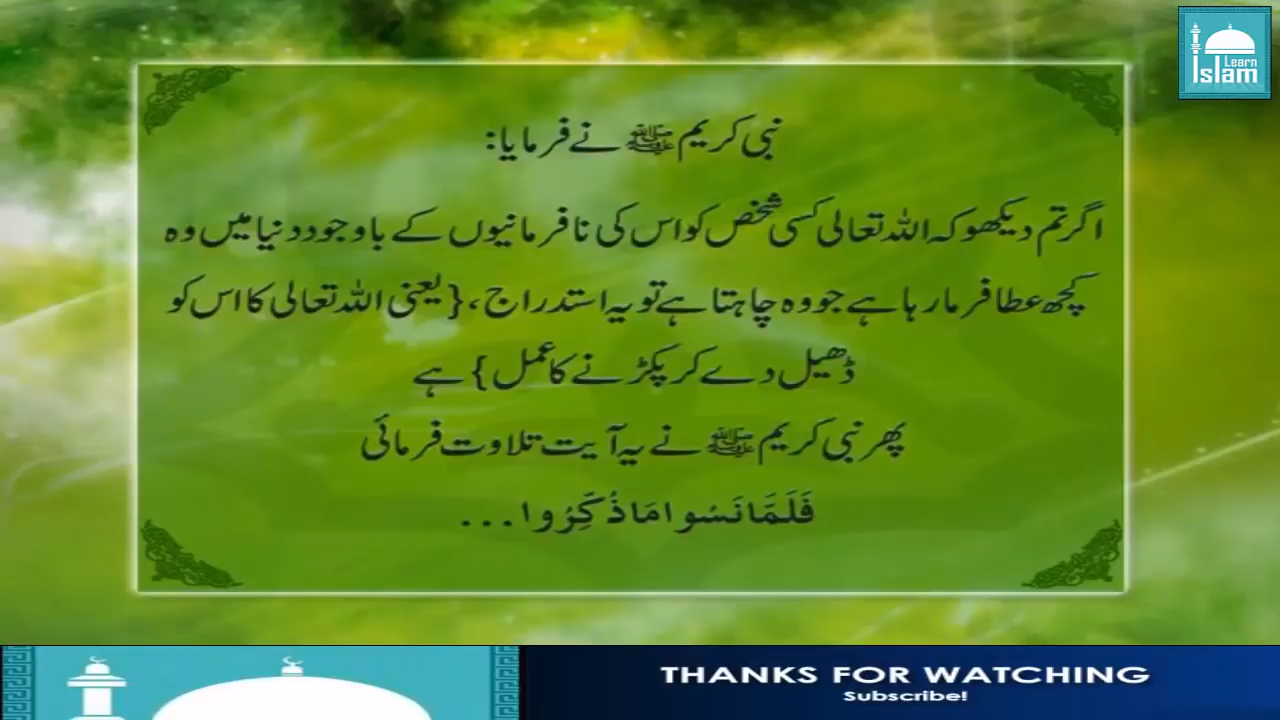 Learn
Islam
نبی کریم ﷺ نے فرمایا:
اگر تم دیکھو کہ اللہ تعالی کسی شخص کو اس کی نافرمانیوں کے باوجود دنیا میں وہ
کچھ عطا فرما رہا ہے جو وہ چاہتا ہے تو یہ استدراج ،{یعنی اللہ تعالی کا اس کو
ڈھیل دے کر پکڑنے کا عمل} ہے
پھر نبی کریم ﷺ نے یہ آیت تلاوت فرمائی
فَلَمَّا نَسُوا مَا ذُكِّرُوا...
THANKS FOR WATCHING
Subscribe!